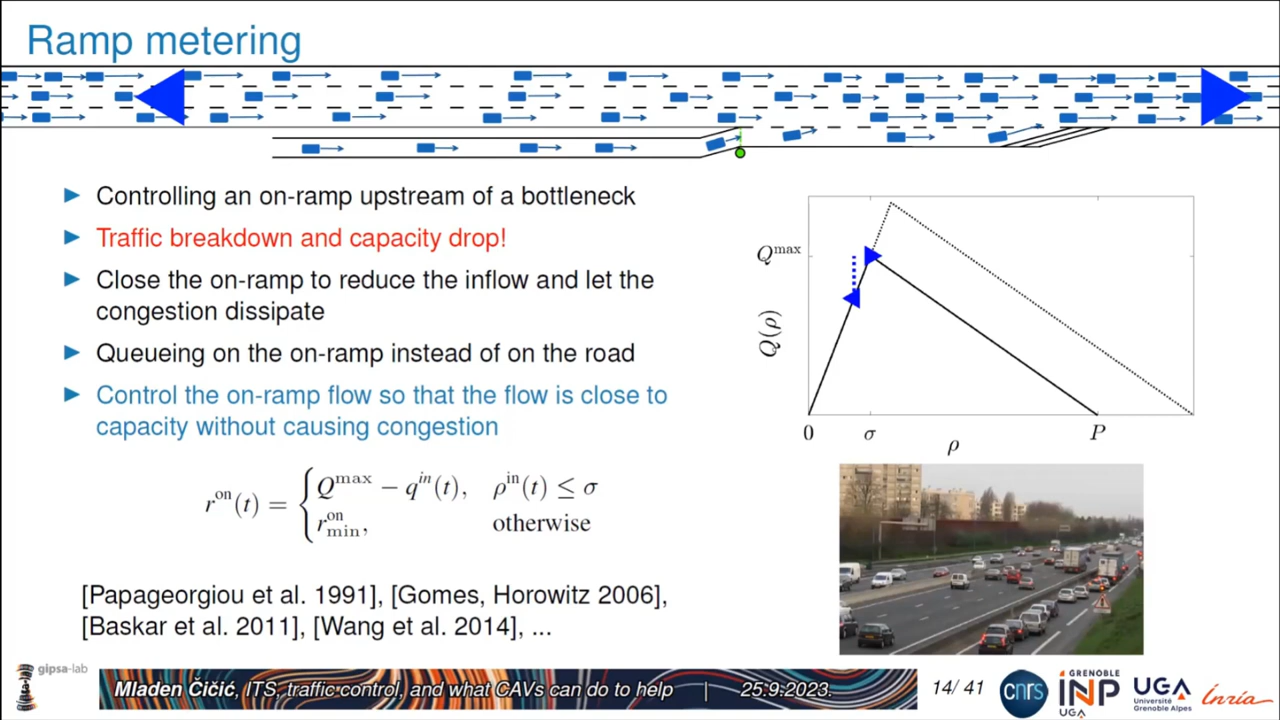 Ramp metering
Controlling an on-ramp upstream of a bottleneck
Traffic breakdown and capacity drop!
Close the on-ramp to reduce the inflow and let the
congestion dissipate
Queueing on the on-ramp instead of on the road
Control the on-ramp flow so that the flow is close to
capacity without causing congestion
r^on(t) = { Q^max − q^in(t), ρ^in(t) ≤ σ
r^on_min, otherwise
[Papageorgiou et al. 1991], [Gomes, Horowitz 2006],
[Baskar et al. 2011], [Wang et al. 2014], ...
Q^max
Q(ρ)
0 σ P
ρ
gipsa-lab
Mladen Čičić, ITS, traffic control, and what CAVs can do to help | 25.9.2023.
14/ 41
cnrs
GRENOBLE
INP
UGA
UGA
Université
Grenoble Alpes
Inria